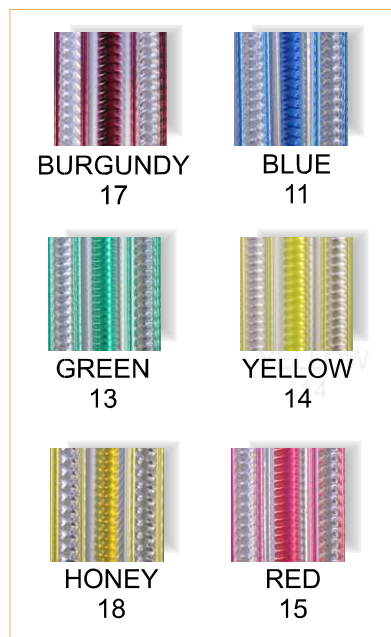 BURGUNDY
17
BLUE
11
GREEN
13
YELLOW
14
HONEY
18
RED
15